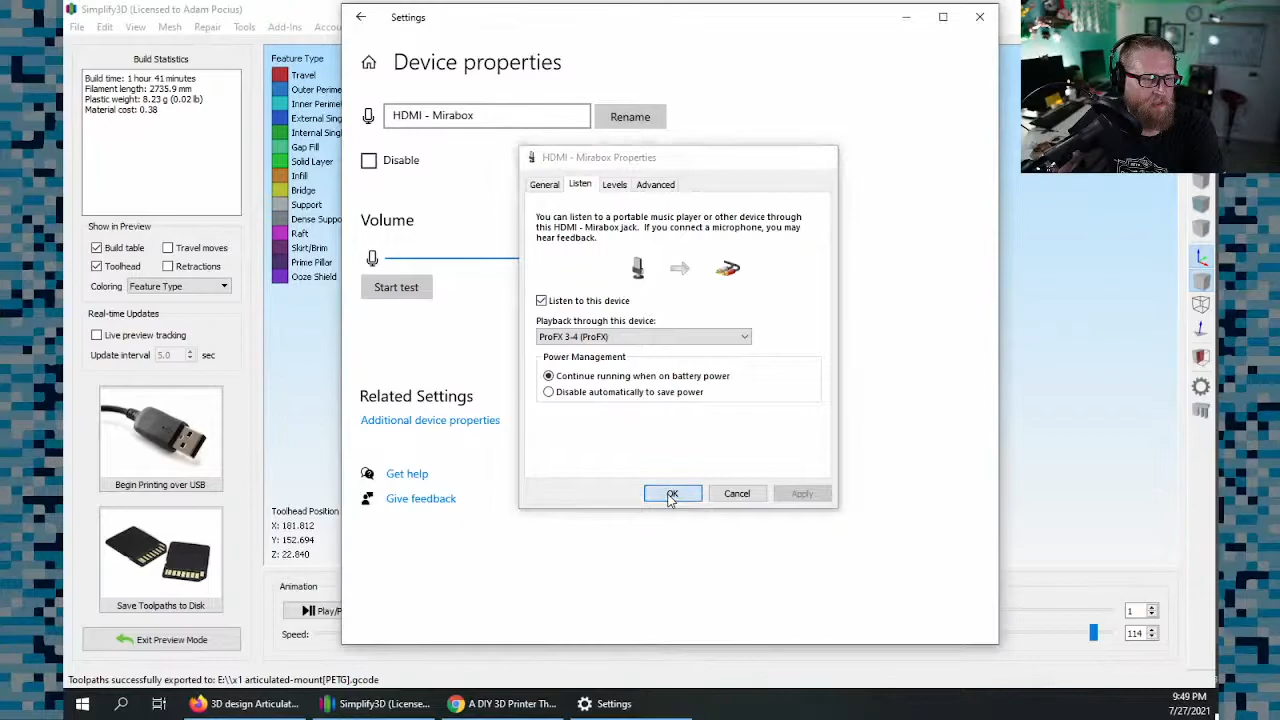 Simplify3D (Licensed to Adam Pocius)
File Edit View Mesh Repair Tools Add-Ins Accou
Build Statistics
Build time: 1 hour 41 minutes
Filament length: 2735.9 mm
Plastic weight: 8.23 g (0.02 lb)
Material cost: 0.38
Show in Preview
Build table
Travel moves
Toolhead
Retractions
Coloring Feature Type
Real-time Updates
Live preview tracking
Update interval 5.0 sec
Begin Printing over USB
Save Toolpaths to Disk
Exit Preview Mode
Feature Type
Travel
Outer Perime
Inner Perime
External Sing
Internal Sing
Gap Fill
Solid Layer
Infill
Bridge
Support
Dense Suppo
Raft
Skirt/Brim
Prime Pillar
Ooze Shield
Toolhead Position
X: 181.812
Y: 152.694
Z: 22.840
Animation
Play/P
Speed:
1
114
Settings
Device properties
HDMI - Mirabox
Rename
Disable
Volume
Start test
Related Settings
Additional device properties
Get help
Give feedback
HDMI - Mirabox Properties
General Listen Levels Advanced
You can listen to a portable music player or other device through
this HDMI - Mirabox jack. If you connect a microphone, you may
hear feedback.
Listen to this device
Playback through this device:
ProFX 3-4 (ProFX)
Power Management
Continue running when on battery power
Disable automatically to save power
OK Cancel Apply
Toolpaths successfully exported to: E:\\x1 articulated-mount[PETG].gcode
3D design Articulat...
Simplify3D (License...
A DIY 3D Printer Th...
Settings
9:49 PM
7/27/2021